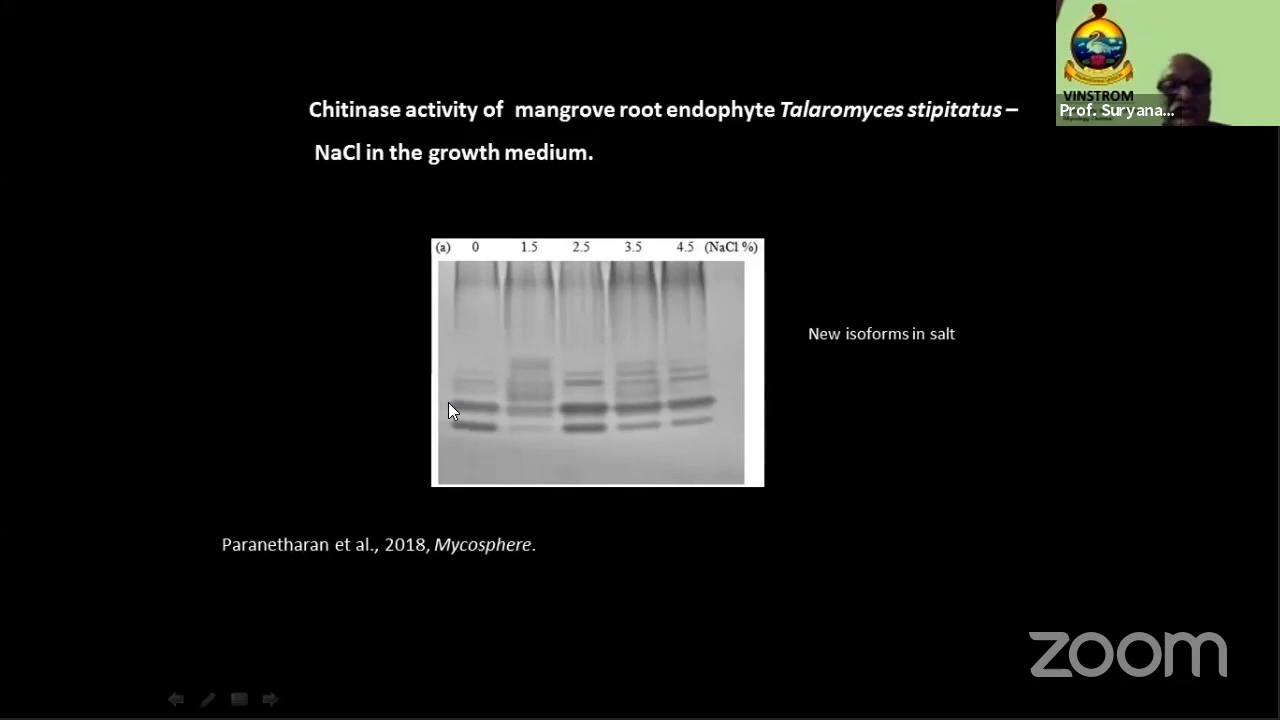 Chitinase activity of mangrove root endophyte Talaromyces stipitatus –
NaCl in the growth medium.
(a) 0 1.5 2.5 3.5 4.5 (NaCl %)
New isoforms in salt
Paranetharan et al., 2018, Mycosphere.
VINSTROM
Prof. Suryana...
zoom